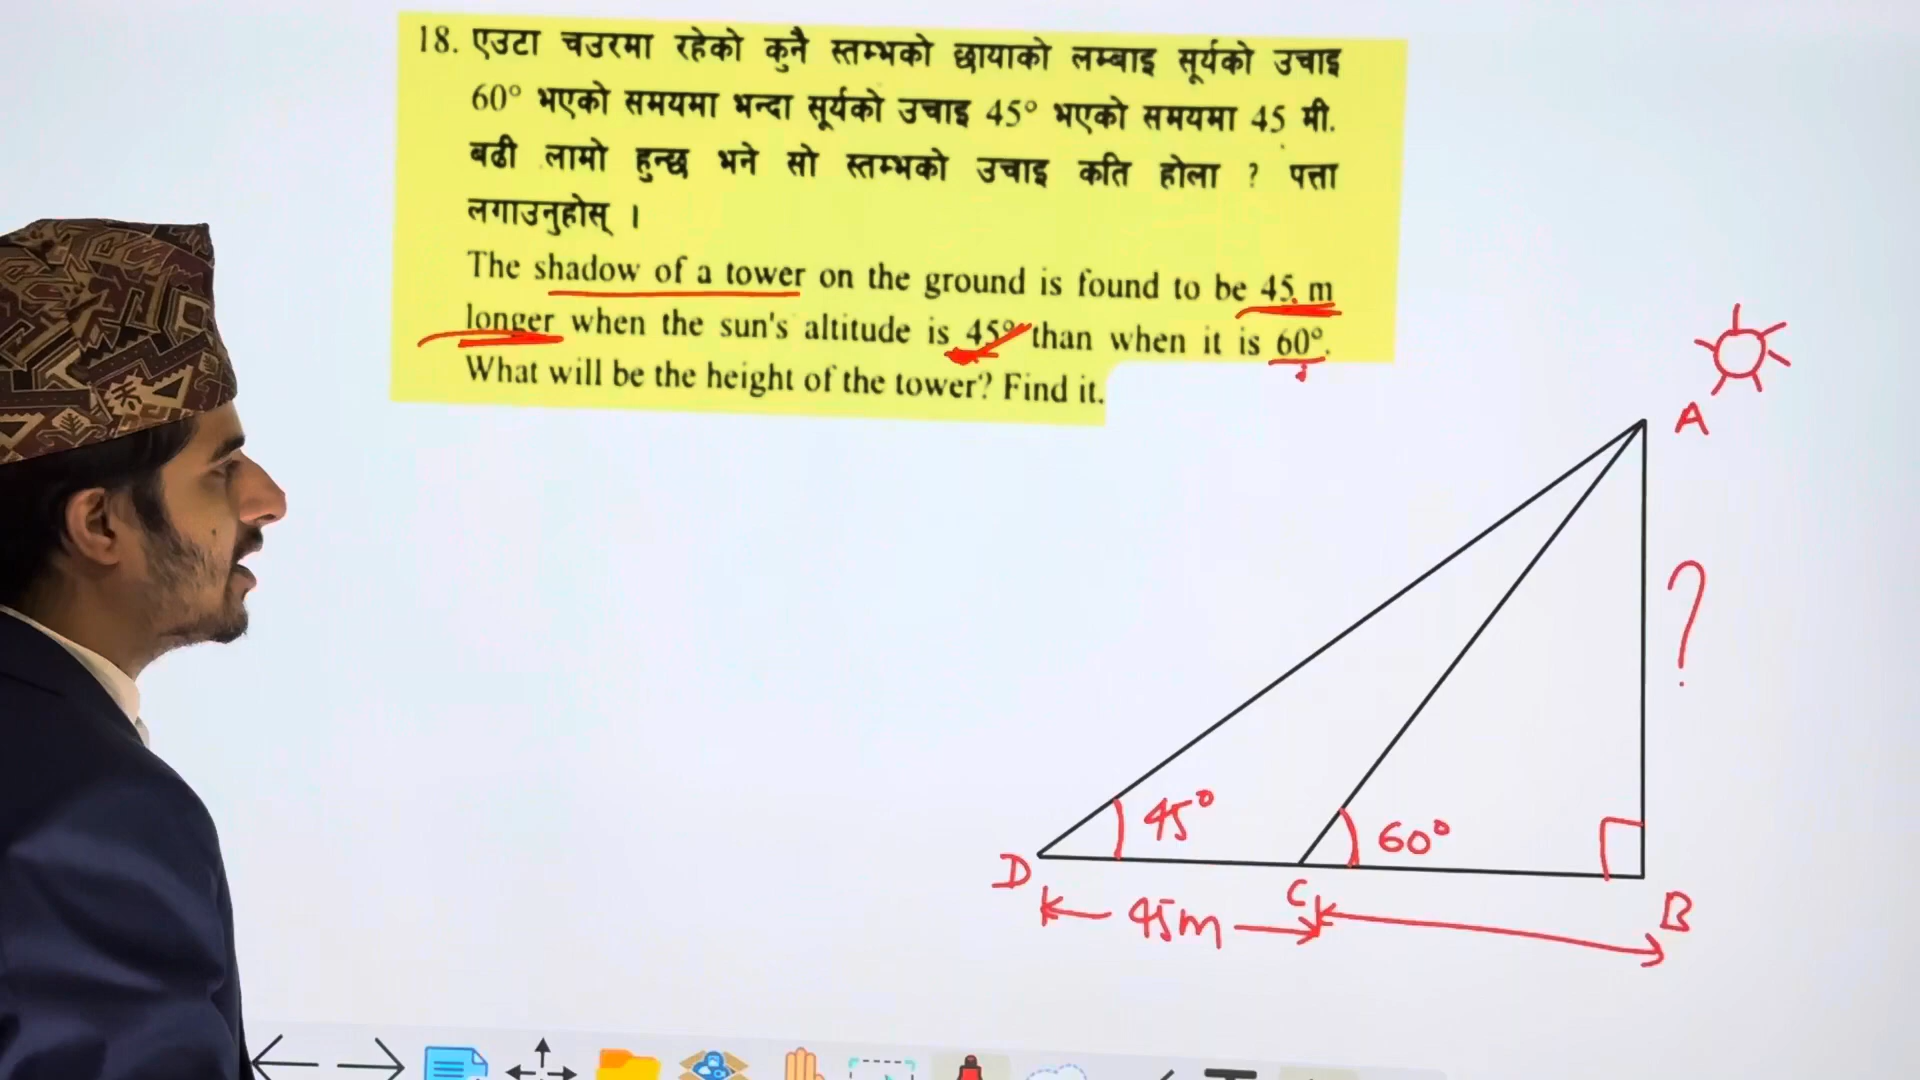 18. एउटा चउरमा रहेको कुनै स्तम्भको छायाको लम्बाइ सूर्यको उचाइ
60° भएको समयमा भन्दा सूर्यको उचाइ 45° भएको समयमा 45 मी.
बढी लामो हुन्छ भने सो स्तम्भको उचाइ कति होला ? पत्ता
लगाउनुहोस् ।
The shadow of a tower on the ground is found to be 45 m
longer when the sun's altitude is 45° than when it is 60°.
What will be the height of the tower? Find it.
A
?
45°
60°
D
C
B
45m